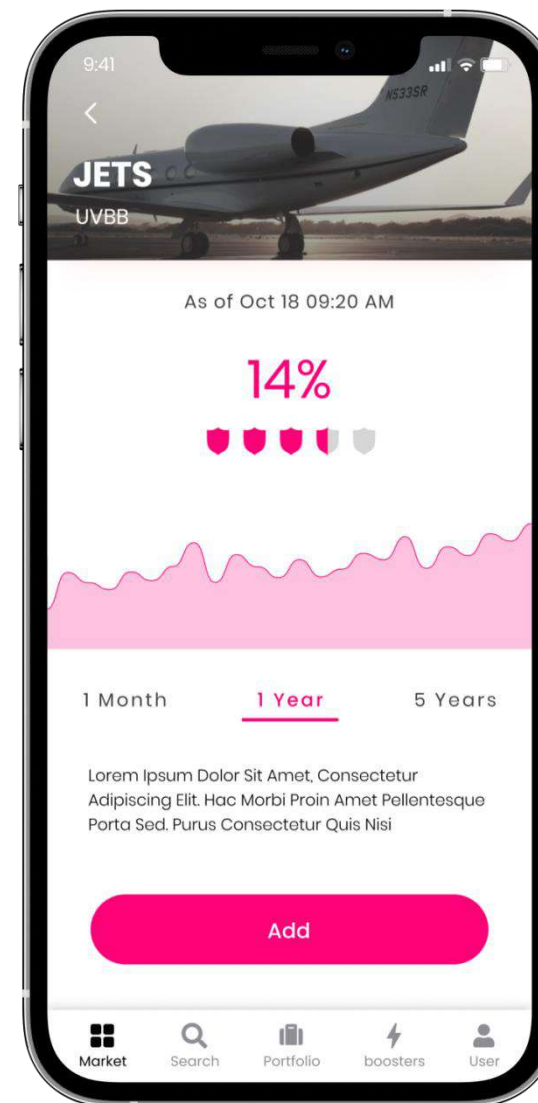 9:41
N533SR
JETS
UVBB
As of Oct 18 09:20 AM
14%
1 Month 1 Year 5 Years
Lorem Ipsum Dolor Sit Amet, Consectetur
Adipiscing Elit. Hac Morbi Proin Amet Pellentesque
Porta Sed. Purus Consectetur Quis Nisi
Add
Market Search Portfolio boosters User